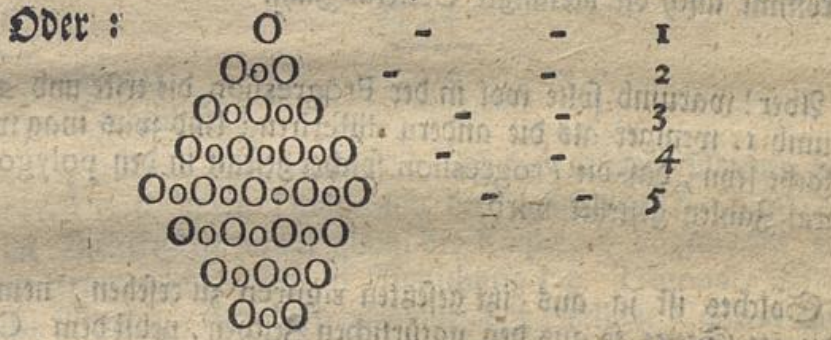 Oder : O - - 1
OoO - - 2
OoOoO - - 3
OoOoOoO - - 4
OoOoOoOoO - - 5
OoOoOoO
OoOoO
OoO